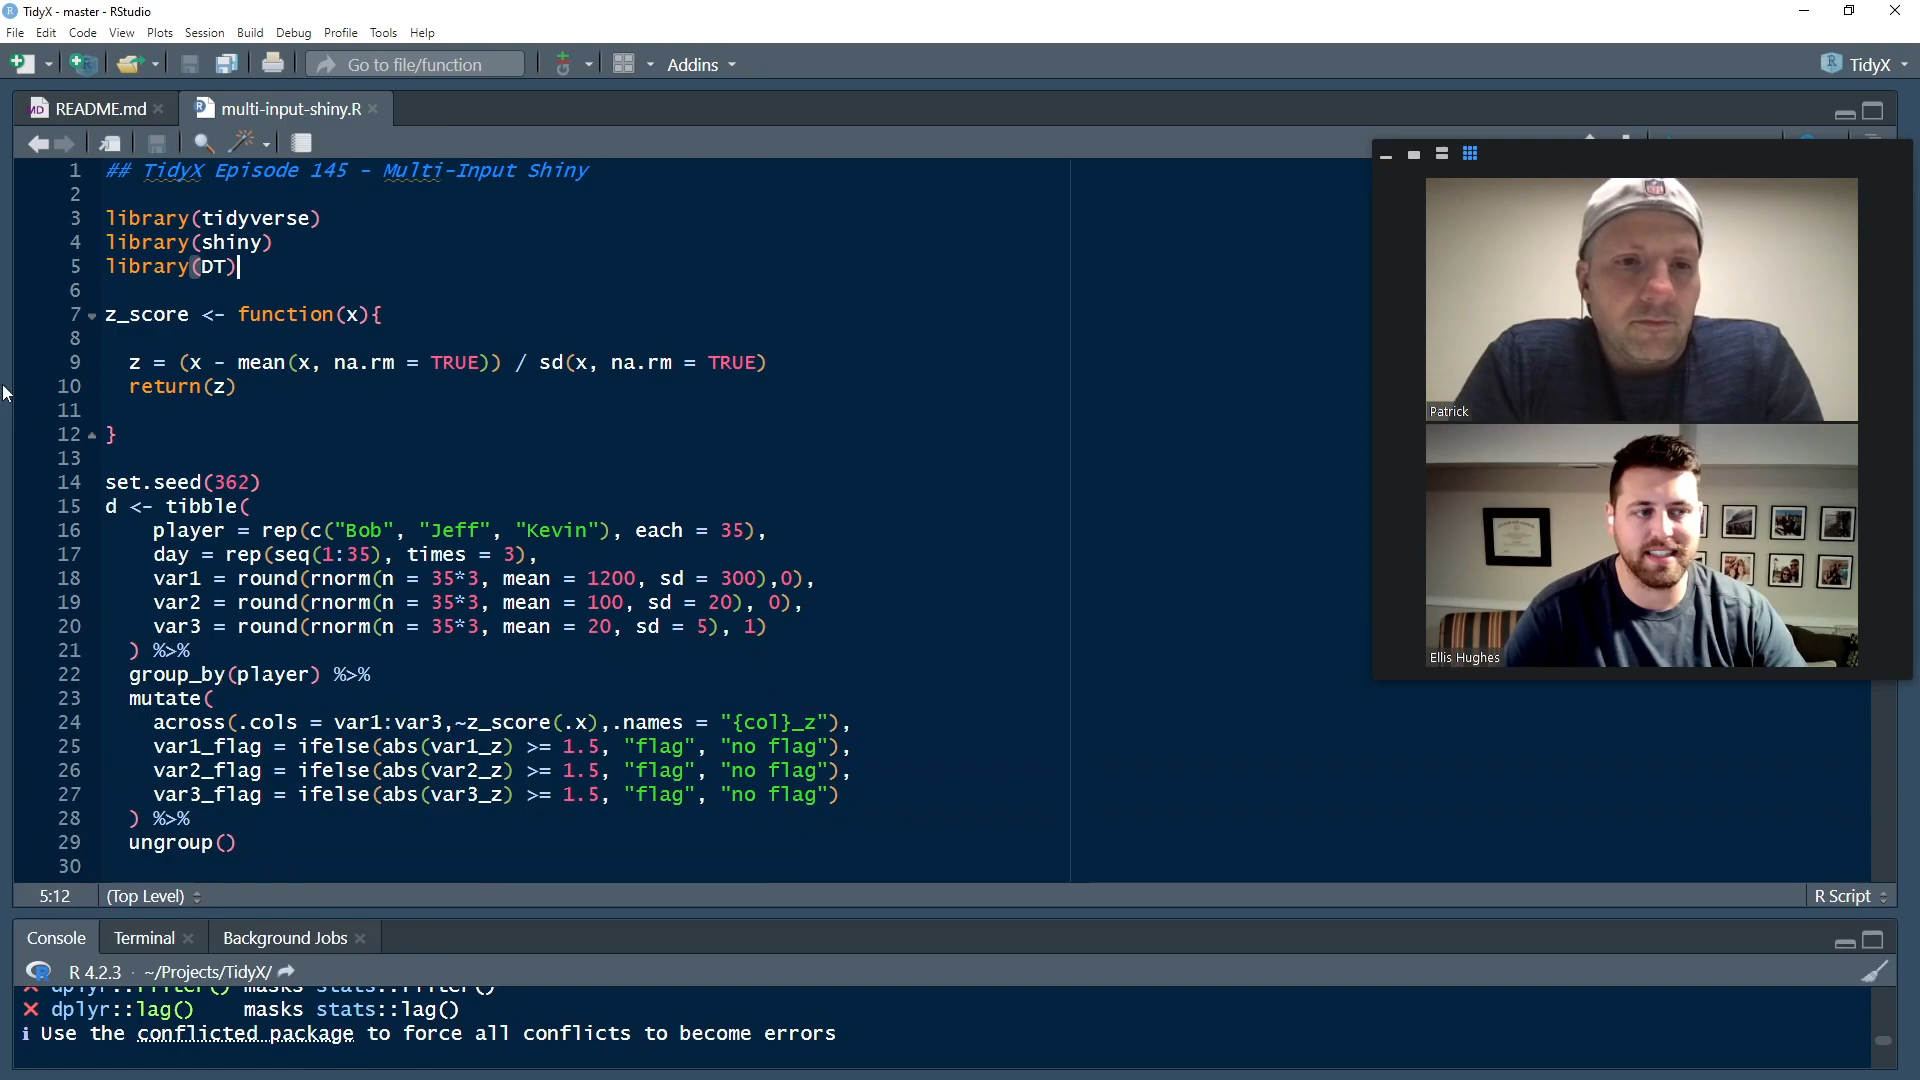 TidyX - master - RStudio
File Edit Code View Plots Session Build Debug Profile Tools Help
Go to file/function Addins TidyX
README.md multi-input-shiny.R
1 ## TidyX Episode 145 - Multi-Input Shiny
2
3 library(tidyverse)
4 library(shiny)
5 library(DT)
6
7 z_score <- function(x){
8
9 z = (x - mean(x, na.rm = TRUE)) / sd(x, na.rm = TRUE)
10 return(z)
11
12 }
13
14 set.seed(362)
15 d <- tibble(
16 player = rep(c("Bob", "Jeff", "Kevin"), each = 35),
17 day = rep(seq(1:35), times = 3),
18 var1 = round(rnorm(n = 35*3, mean = 1200, sd = 300),0),
19 var2 = round(rnorm(n = 35*3, mean = 100, sd = 20), 0),
20 var3 = round(rnorm(n = 35*3, mean = 20, sd = 5), 1)
21 ) %>%
22 group_by(player) %>%
23 mutate(
24 across(.cols = var1:var3,~z_score(.x),.names = "{col}_z"),
25 var1_flag = ifelse(abs(var1_z) >= 1.5, "flag", "no flag"),
26 var2_flag = ifelse(abs(var2_z) >= 1.5, "flag", "no flag"),
27 var3_flag = ifelse(abs(var3_z) >= 1.5, "flag", "no flag")
28 ) %>%
29 ungroup()
30
Patrick
Ellis Hughes
5:12 (Top Level) R Script
Console Terminal Background Jobs
R 4.2.3 · ~/Projects/TidyX/
✖ dplyr::filter() masks stats::filter()
✖ dplyr::lag() masks stats::lag()
ℹ Use the conflicted package to force all conflicts to become errors